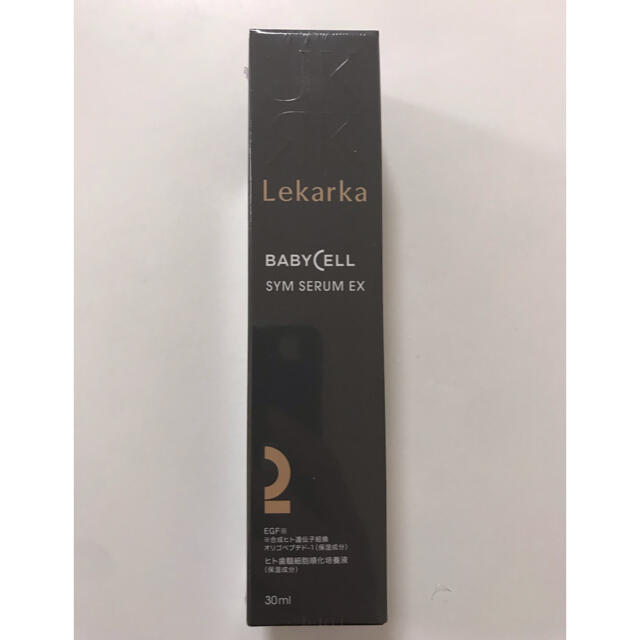 Lekarka
BABYCELL
SYM SERUM EX
2
EGF※
※合成ヒト遺伝子組換
オリゴペプチド-1(保湿成分)
ヒト歯髄細胞順化培養液
(保湿成分)
30ml